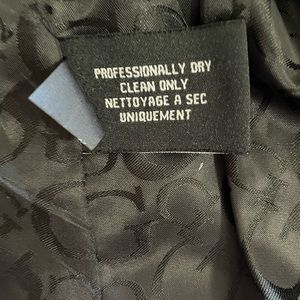 PROFESSIONALLY DRY
CLEAN ONLY
NETTOYAGE A SEC
UNIQUEMENT